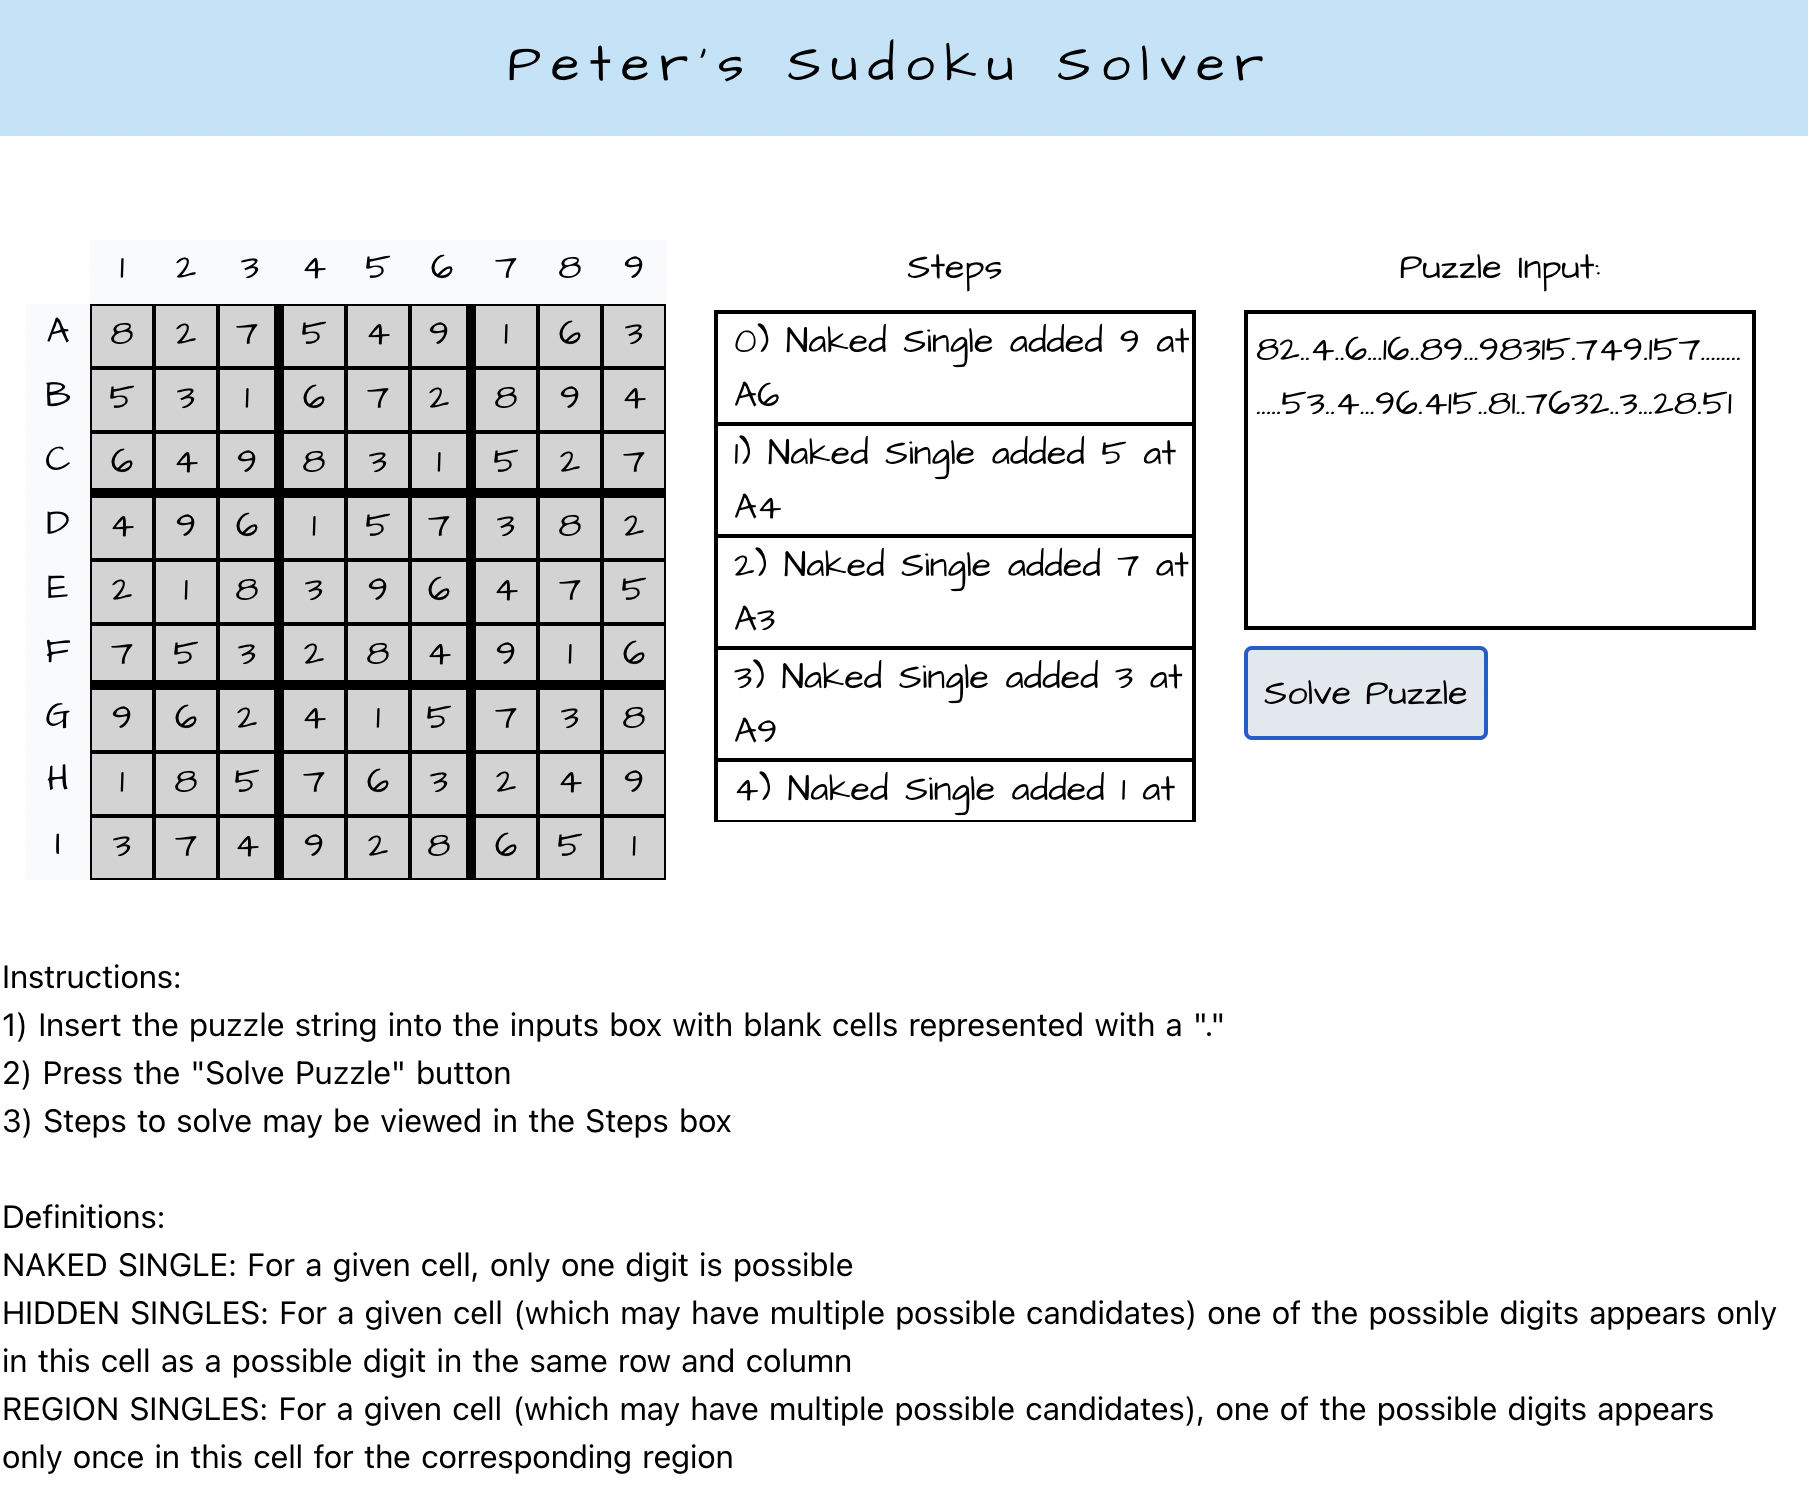 Peter's Sudoku Solver
Steps
Puzzle Input:
1 2 3 4 5 6 7 8 9
A 8 2 7 5 4 9 1 6 3
B 5 3 1 6 7 2 8 9 4
C 6 4 9 8 3 1 5 2 7
D 4 9 6 1 5 7 3 8 2
E 2 1 8 3 9 6 4 7 5
F 7 5 3 2 8 4 9 1 6
G 9 6 2 4 1 5 7 3 8
H 1 8 5 7 6 3 2 4 9
I 3 7 4 9 2 8 6 5 1
0) Naked Single added 9 at
A6
1) Naked Single added 5 at
A4
2) Naked Single added 7 at
A3
3) Naked Single added 3 at
A9
4) Naked Single added 1 at
82..4..6...16..89...98315.749.157........
.....53..4...96.415..81..7632..3...28.51
Solve Puzzle
Instructions:
1) Insert the puzzle string into the inputs box with blank cells represented with a "."
2) Press the "Solve Puzzle" button
3) Steps to solve may be viewed in the Steps box
Definitions:
NAKED SINGLE: For a given cell, only one digit is possible
HIDDEN SINGLES: For a given cell (which may have multiple possible candidates) one of the possible digits appears only
in this cell as a possible digit in the same row and column
REGION SINGLES: For a given cell (which may have multiple possible candidates), one of the possible digits appears
only once in this cell for the corresponding region